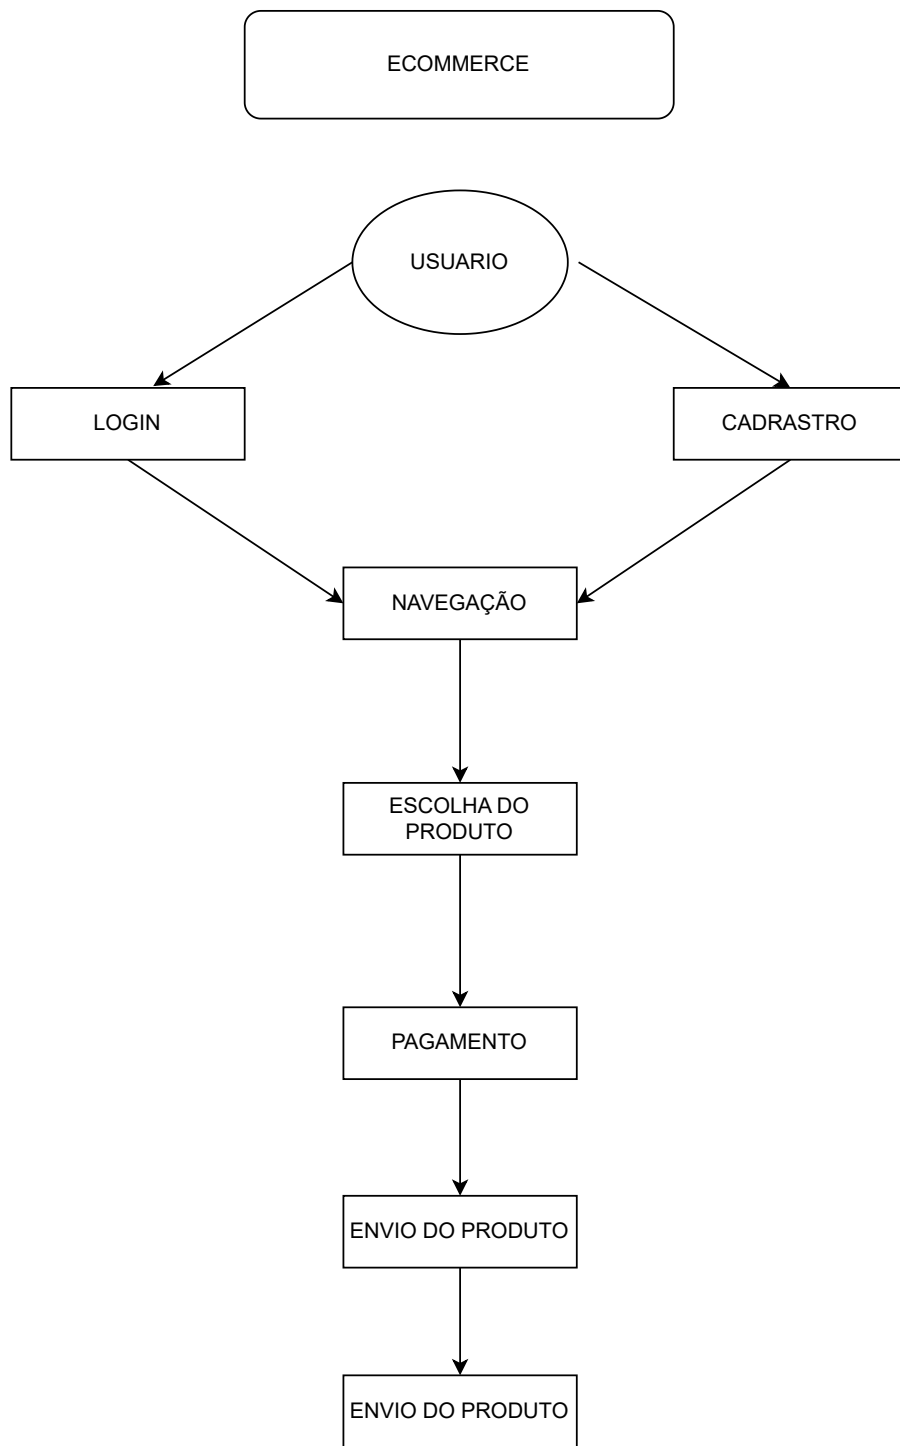 ECOMMERCE
USUARIO
LOGIN
CADRASTRO
NAVEGAÇÃO
ESCOLHA DO
PRODUTO
PAGAMENTO
ENVIO DO PRODUTO
ENVIO DO PRODUTO